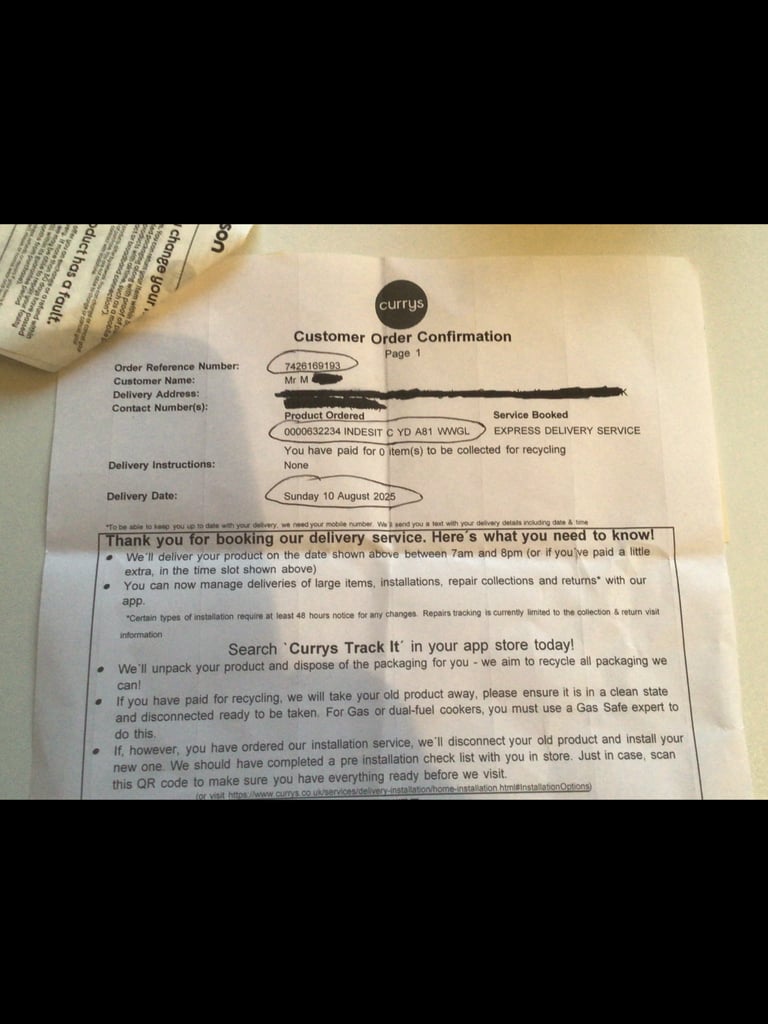 son
change your
duct has a fault.
currys
Customer Order Confirmation
Page 1
Order Reference Number: 7426169193
Customer Name: Mr M
Delivery Address:
Contact Number(s):
Product Ordered Service Booked
0000632234 INDESIT C YD A81 WWGL EXPRESS DELIVERY SERVICE
You have paid for 0 item(s) to be collected for recycling
Delivery Instructions: None
Delivery Date: Sunday 10 August 2025
*To be able to keep you up to date with your delivery, we need your mobile number. We'll send you a text with your delivery details including date & time
Thank you for booking our delivery service. Here´s what you need to know!
• We´ll deliver your product on the date shown above between 7am and 8pm (or if you've paid a little
extra, in the time slot shown above)
• You can now manage deliveries of large items, installations, repair collections and returns* with our
app.
*Certain types of installation require at least 48 hours notice for any changes. Repairs tracking is currently limited to the collection & return visit
information
Search `Currys Track It´ in your app store today!
• We´ll unpack your product and dispose of the packaging for you - we aim to recycle all packaging we
can!
• If you have paid for recycling, we will take your old product away, please ensure it is in a clean state
and disconnected ready to be taken. For Gas or dual-fuel cookers, you must use a Gas Safe expert to
do this.
• If, however, you have ordered our installation service, we´ll disconnect your old product and install your
new one. We should have completed a pre installation check list with you in store. Just in case, scan
this QR code to make sure you have everything ready before we visit.
(or visit https://www.currys.co.uk/services/delivery-installation/home-installation.html#InstallationOptions)